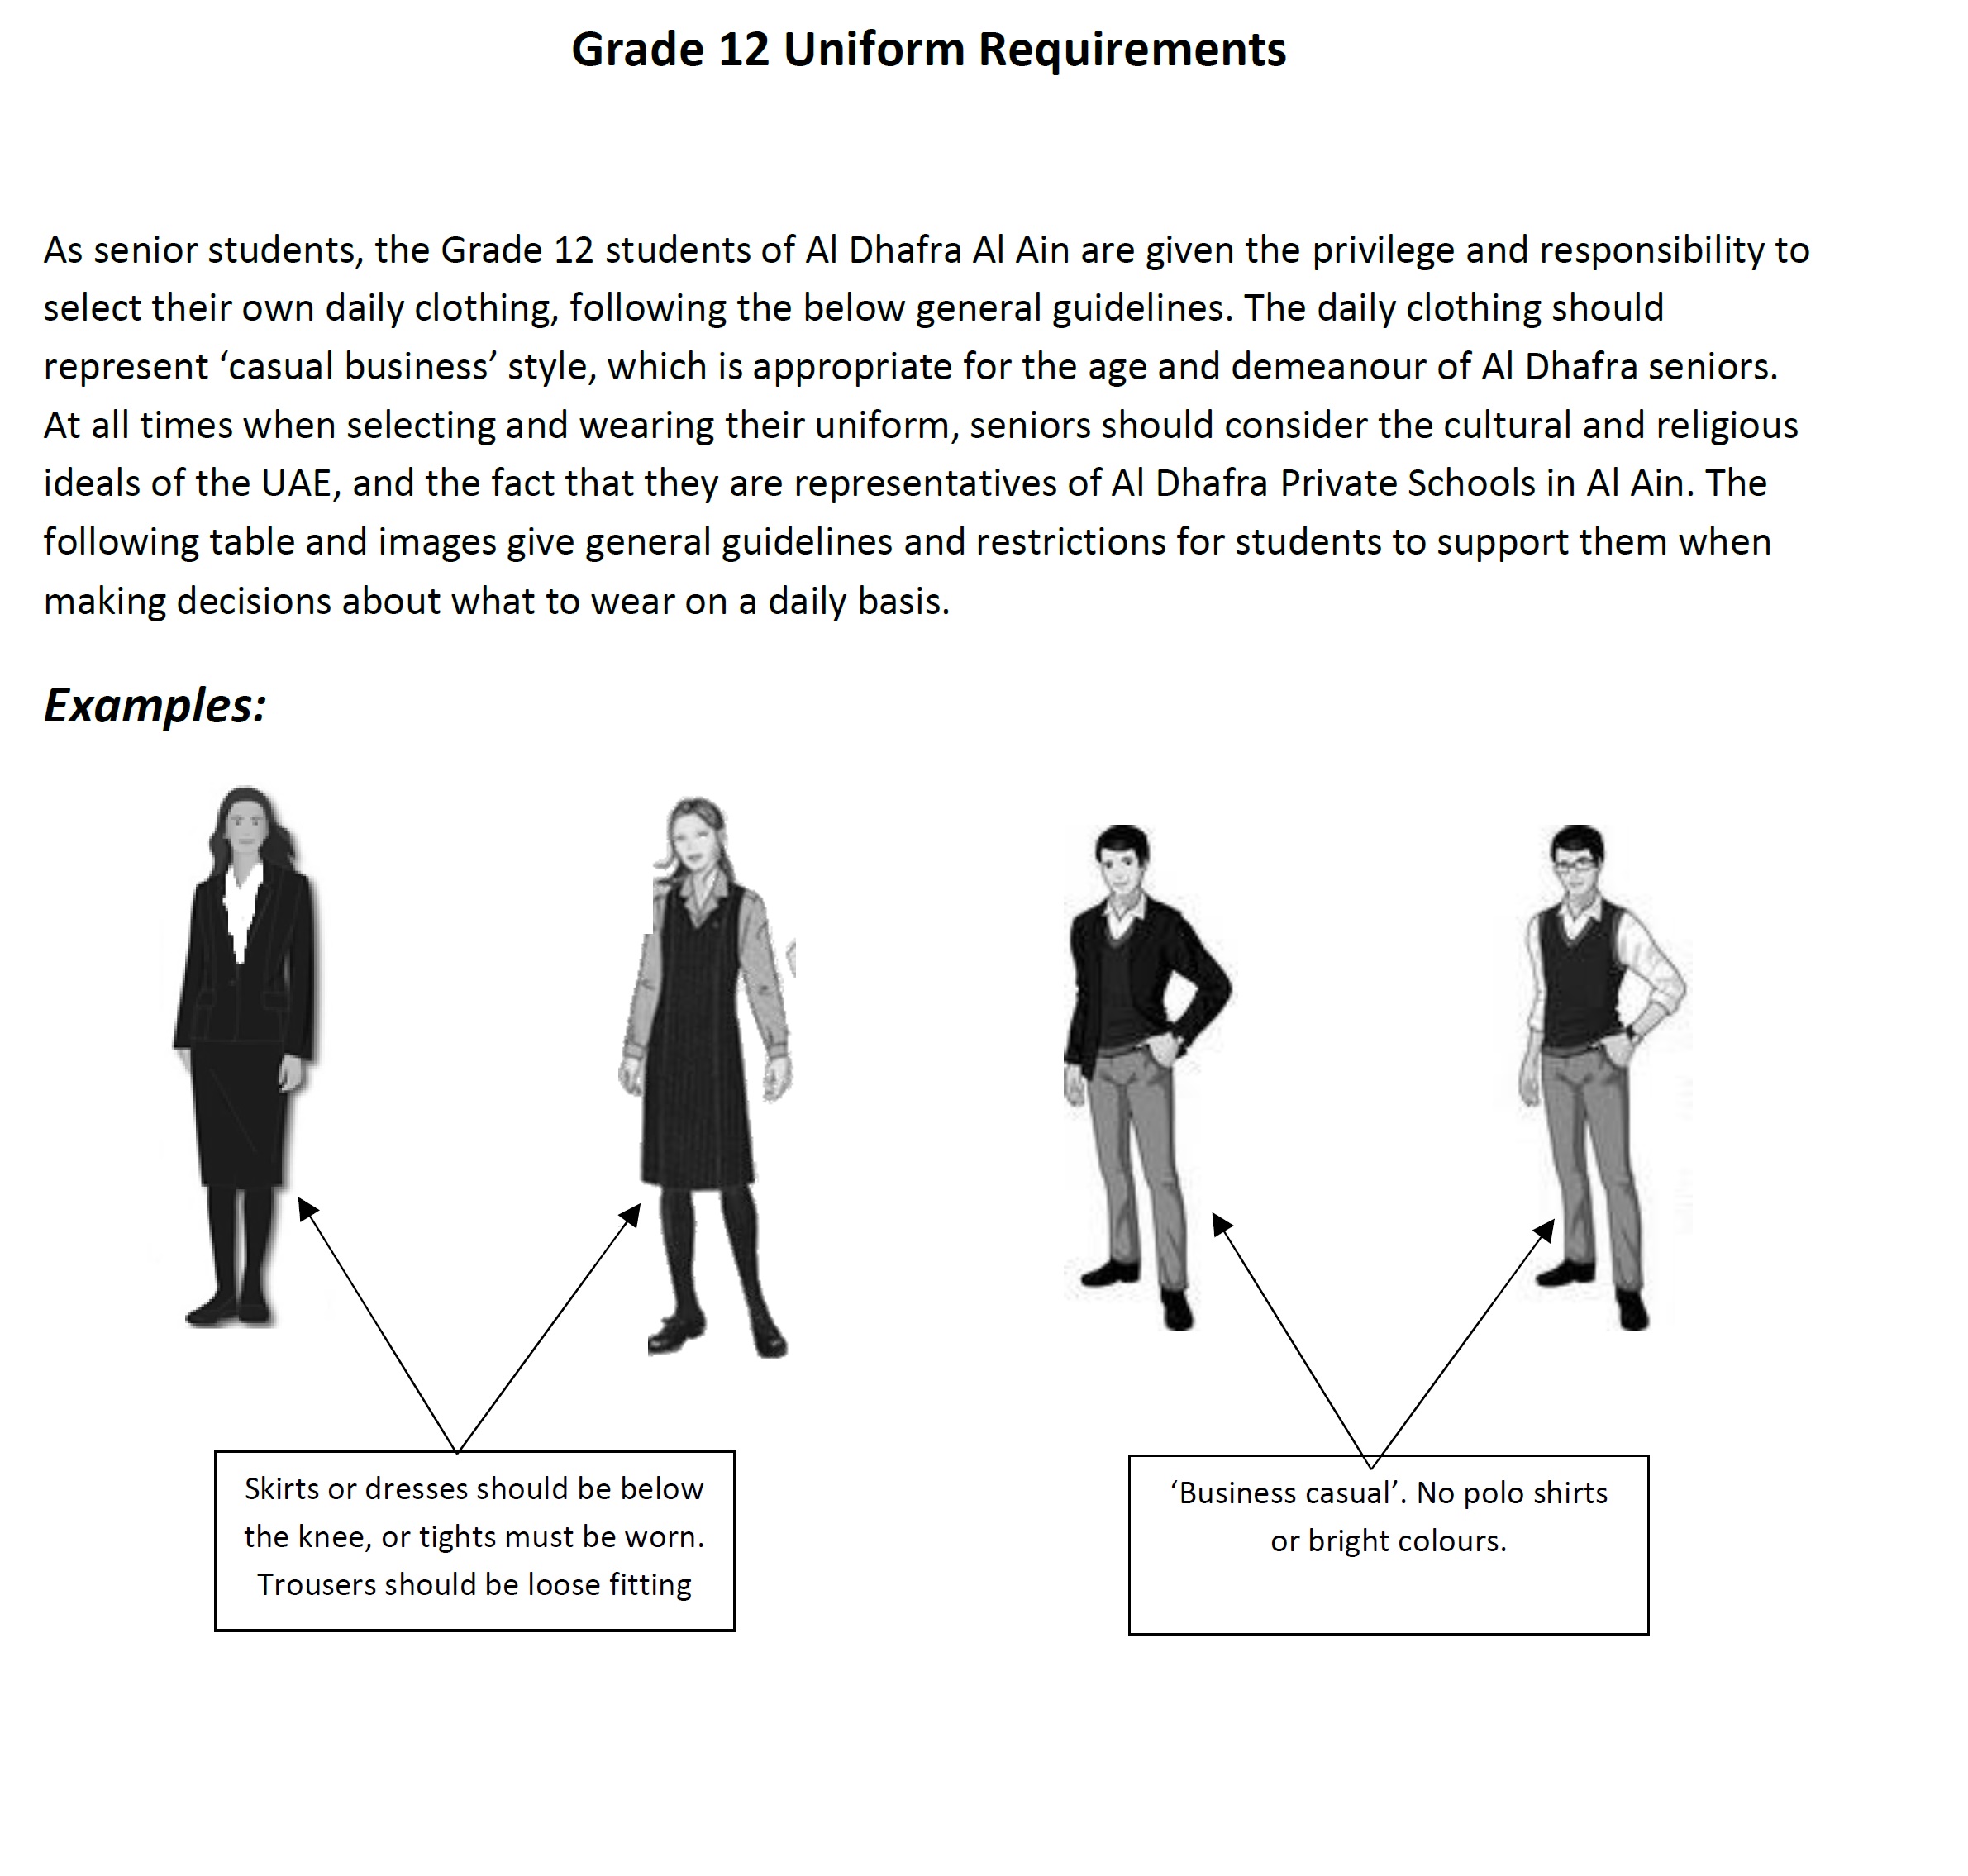 Grade 12 Uniform Requirements
As senior students, the Grade 12 students of Al Dhafra Al Ain are given the privilege and responsibility to
select their own daily clothing, following the below general guidelines. The daily clothing should
represent ‘casual business’ style, which is appropriate for the age and demeanour of Al Dhafra seniors.
At all times when selecting and wearing their uniform, seniors should consider the cultural and religious
ideals of the UAE, and the fact that they are representatives of Al Dhafra Private Schools in Al Ain. The
following table and images give general guidelines and restrictions for students to support them when
making decisions about what to wear on a daily basis.
Examples:
Skirts or dresses should be below
the knee, or tights must be worn.
Trousers should be loose fitting
‘Business casual’. No polo shirts
or bright colours.